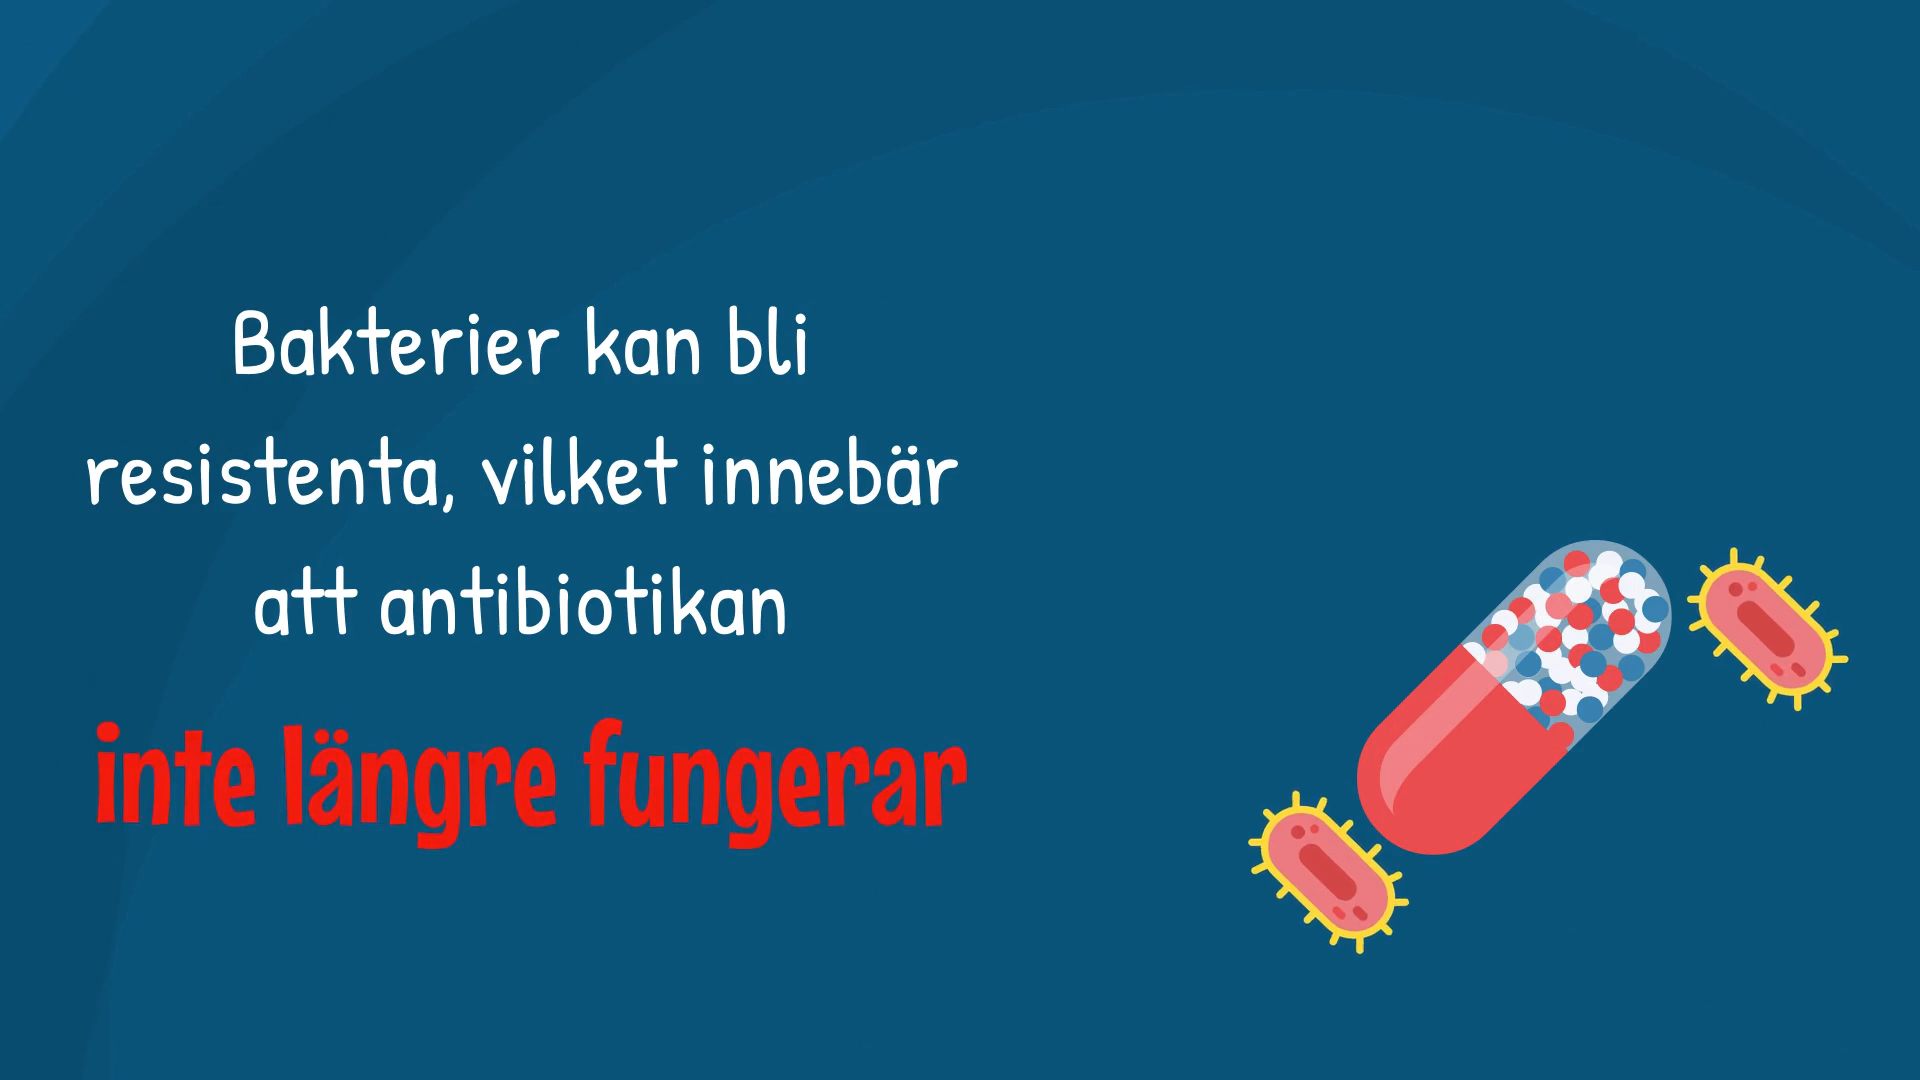 Bakterier kan bli
resistenta, vilket innebär
att antibiotikan
inte längre fungerar